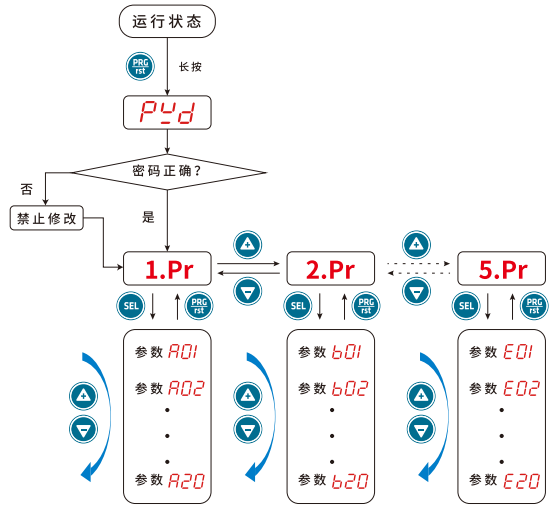 运行状态
PRG
rst
长按
PYd
密码正确?
否
是
禁止修改
1.Pr
2.Pr
5.Pr
SEL
PRG
rst
SEL
PRG
rst
SEL
PRG
rst
参数 A01
参数 A02
参数 A20
参数 b01
参数 b02
参数 b20
参数 E01
参数 E02
参数 E20